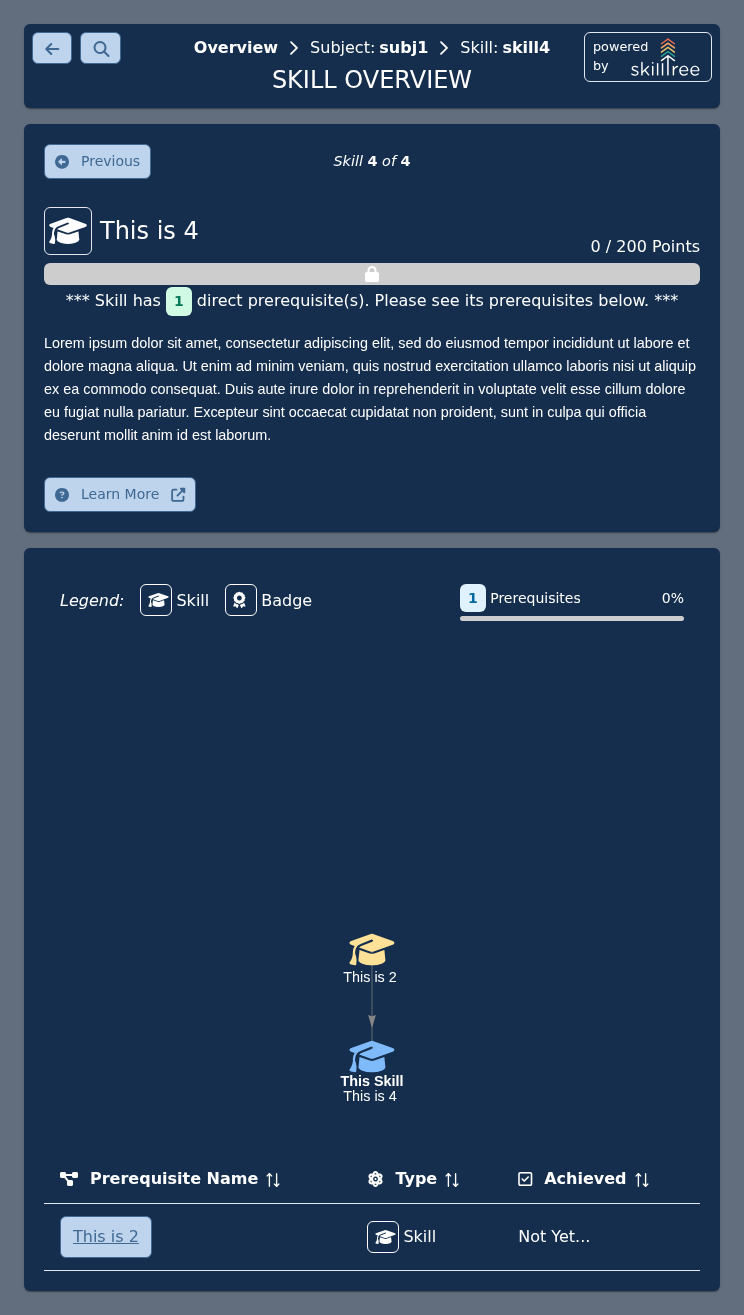 Overview > Subject: subj1 > Skill: skill4
SKILL OVERVIEW
powered by skilltree
Previous
Skill 4 of 4
This is 4
0 / 200 Points
*** Skill has 1 direct prerequisite(s). Please see its prerequisites below. ***
Lorem ipsum dolor sit amet, consectetur adipiscing elit, sed do eiusmod tempor incididunt ut labore et
dolore magna aliqua. Ut enim ad minim veniam, quis nostrud exercitation ullamco laboris nisi ut aliquip
ex ea commodo consequat. Duis aute irure dolor in reprehenderit in voluptate velit esse cillum dolore
eu fugiat nulla pariatur. Excepteur sint occaecat cupidatat non proident, sunt in culpa qui officia
deserunt mollit anim id est laborum.
Learn More
Legend: Skill Badge
1 Prerequisites 0%
This is 2
This Skill
This is 4
Prerequisite Name Type Achieved
This is 2 Skill Not Yet...